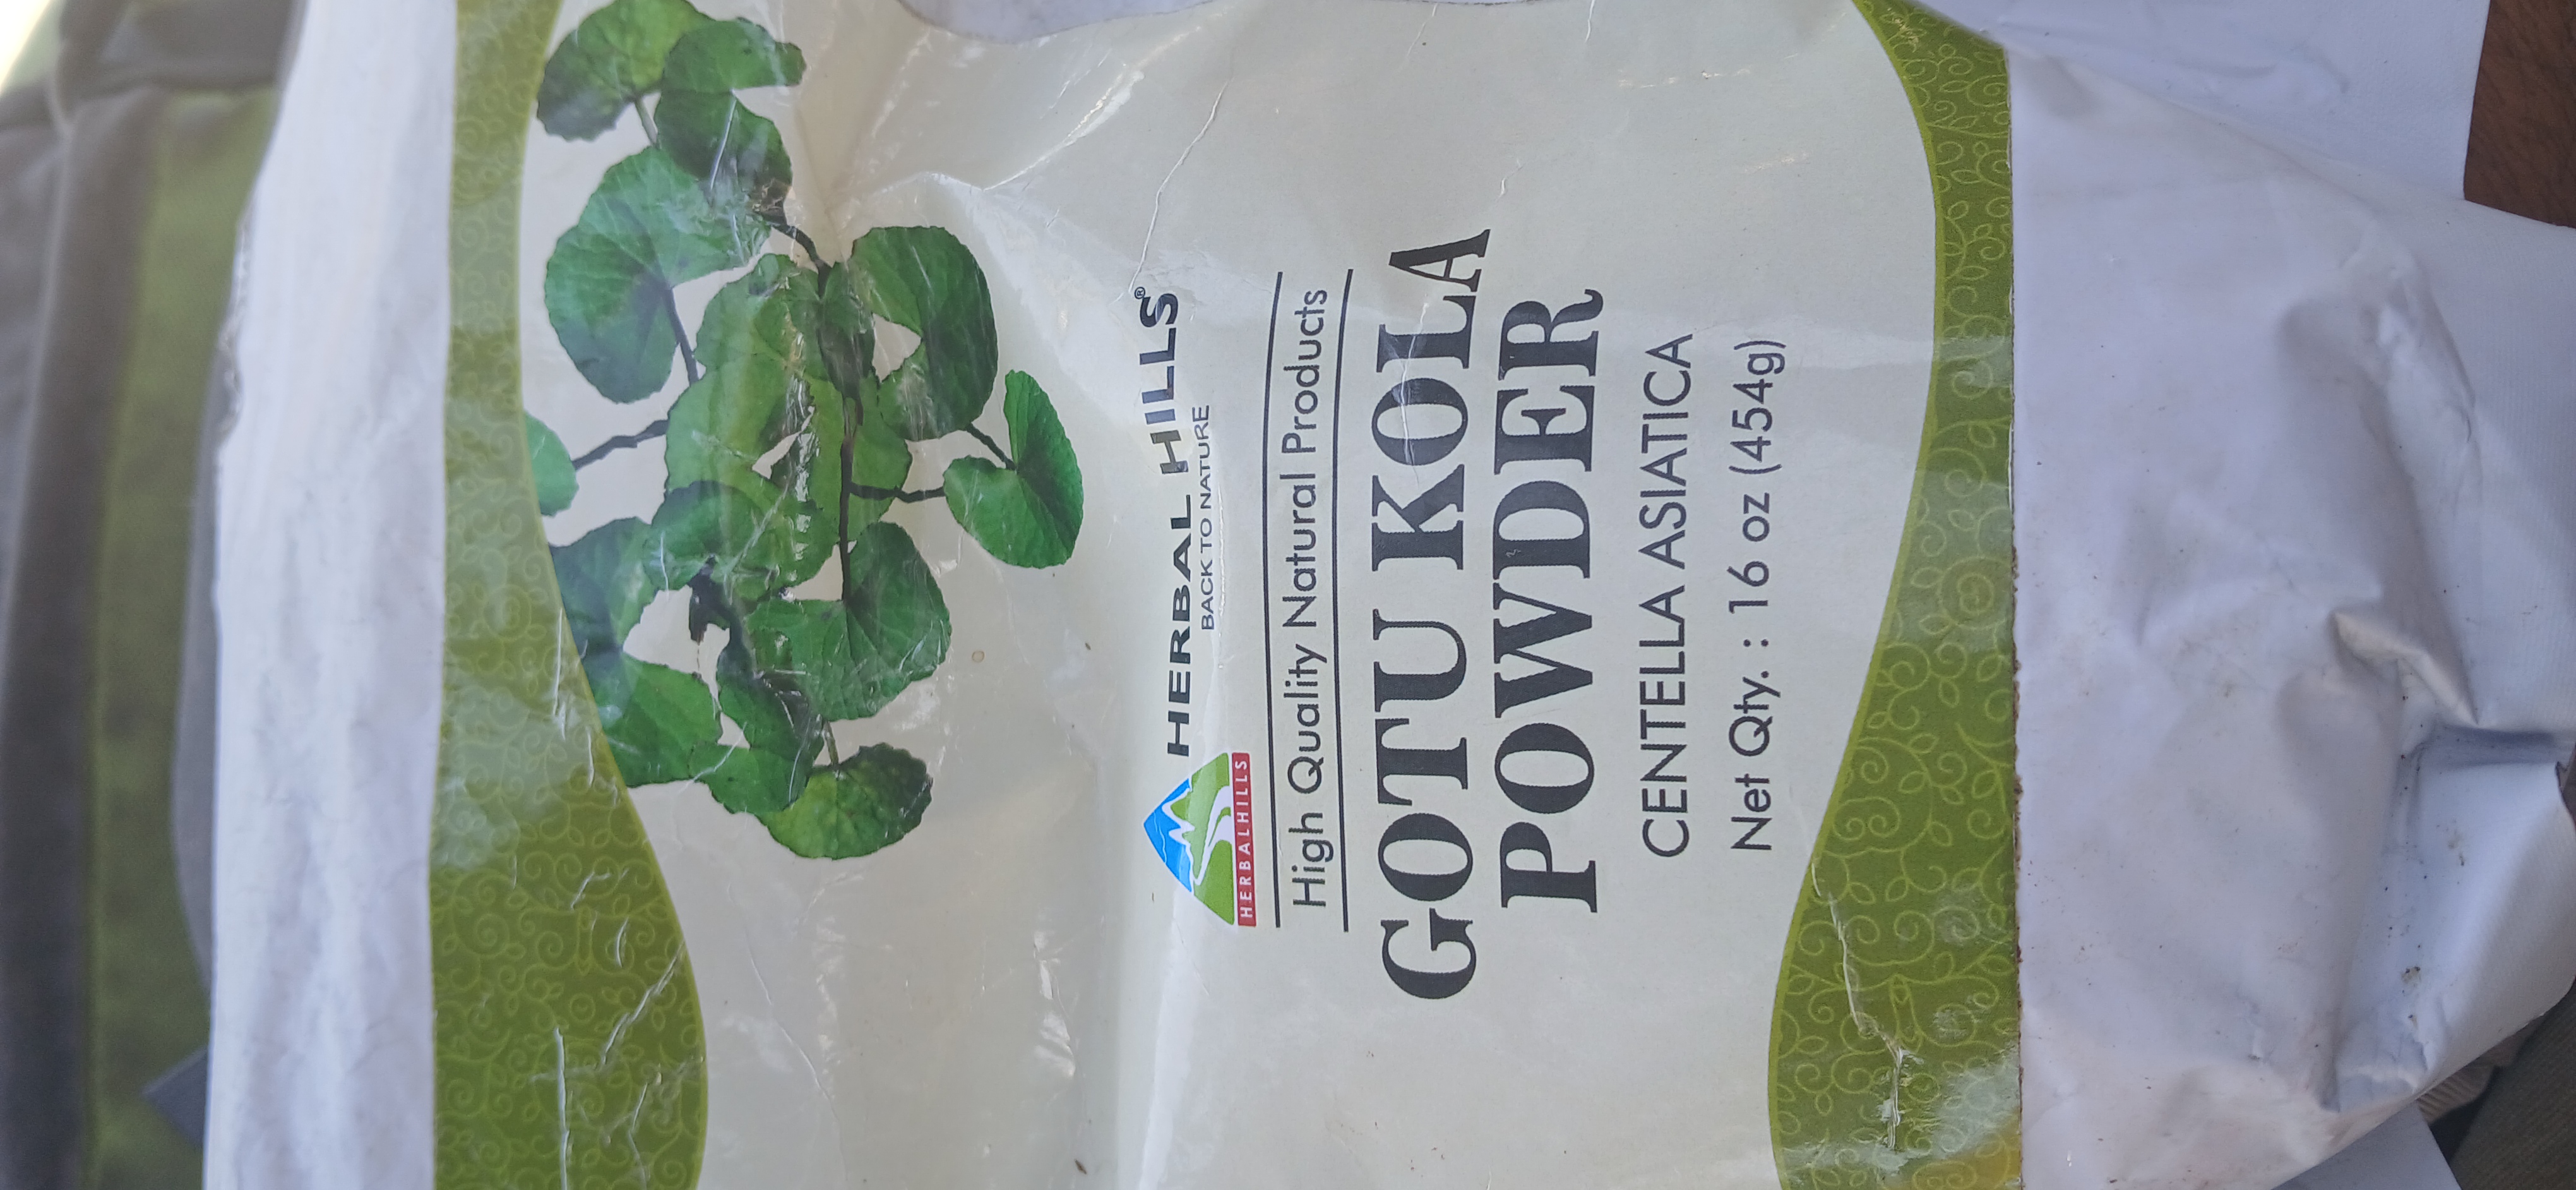 HERBAL HILLS®
BACK TO NATURE
HERBALHILLS
High Quality Natural Products
GOTU KOLA
POWDER
CENTELLA ASIATICA
Net Qty. : 16 oz (454g)